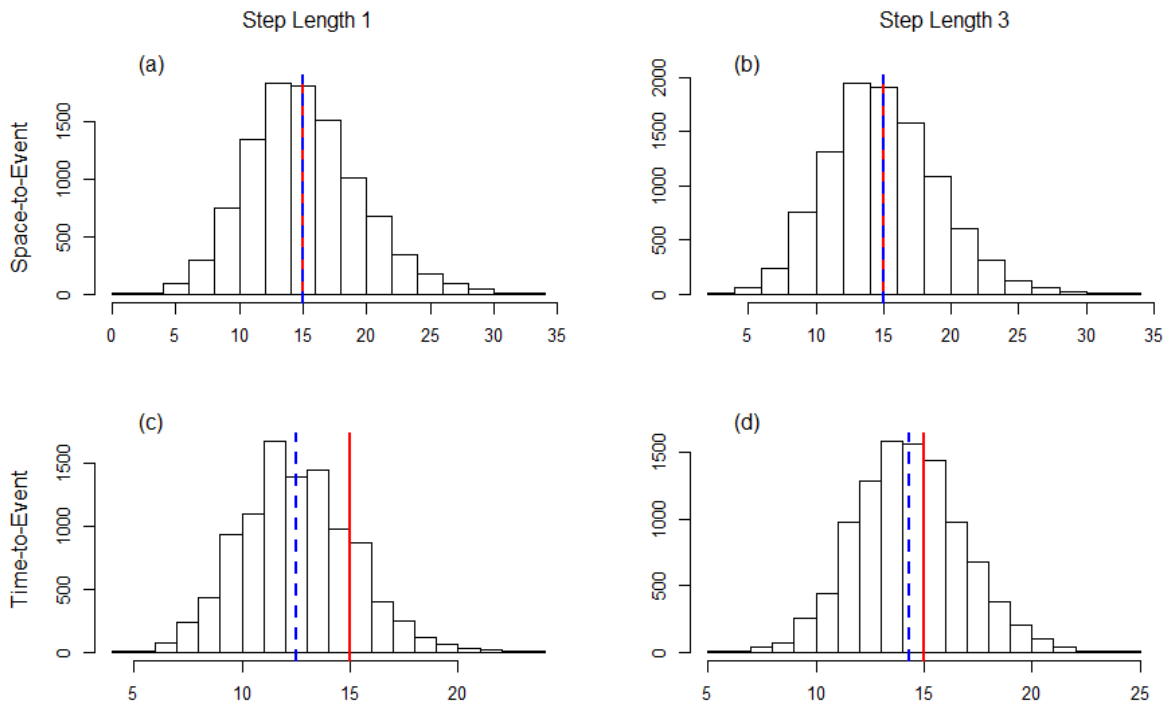 Step Length 1
Step Length 3
Space-to-Event
(a)
0 500 1000 1500
0 5 10 15 20 25 30 35
(b)
0 500 1000 1500 2000
5 10 15 20 25 30 35
Time-to-Event
(c)
0 500 1000 1500
5 10 15 20
(d)
0 500 1000 1500
5 10 15 20 25